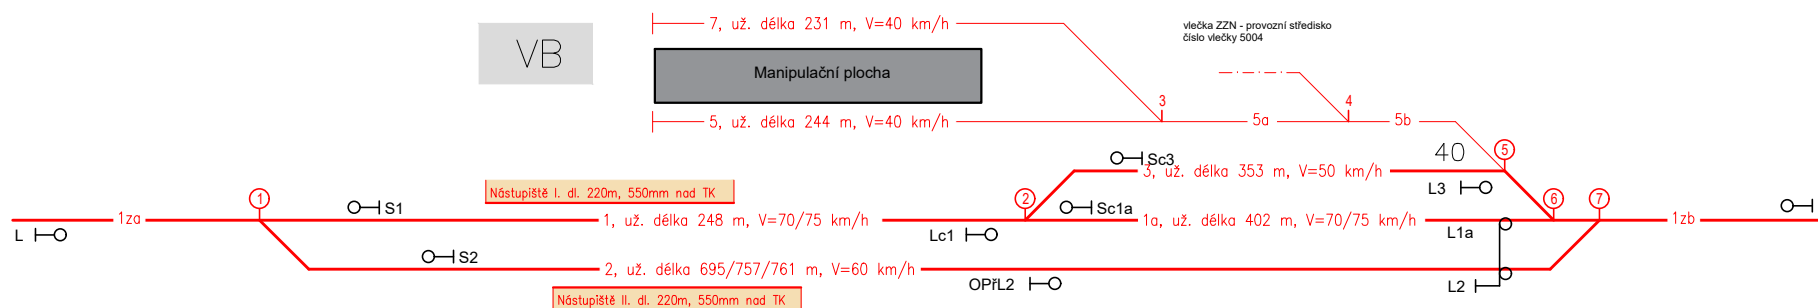 VB
7, už. délka 231 m, V=40 km/h
vlečka ZZN - provozní středisko
číslo vlečky 5004
Manipulační plocha
3
4
5, už. délka 244 m, V=40 km/h
5a
5b
40
5
Sc3
3, už. délka 353 m, V=50 km/h
L3
Nástupiště I. dl. 220m, 550mm nad TK
1
S1
2
Sc1a
6
7
1za
1, už. délka 248 m, V=70/75 km/h
1a, už. délka 402 m, V=70/75 km/h
1zb
L
Lc1
L1a
S2
2, už. délka 695/757/761 m, V=60 km/h
OPřL2
L2
Nástupiště II. dl. 220m, 550mm nad TK